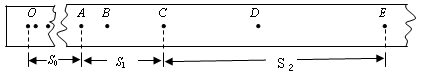 O A B C D E
S₀ S₁ S₂